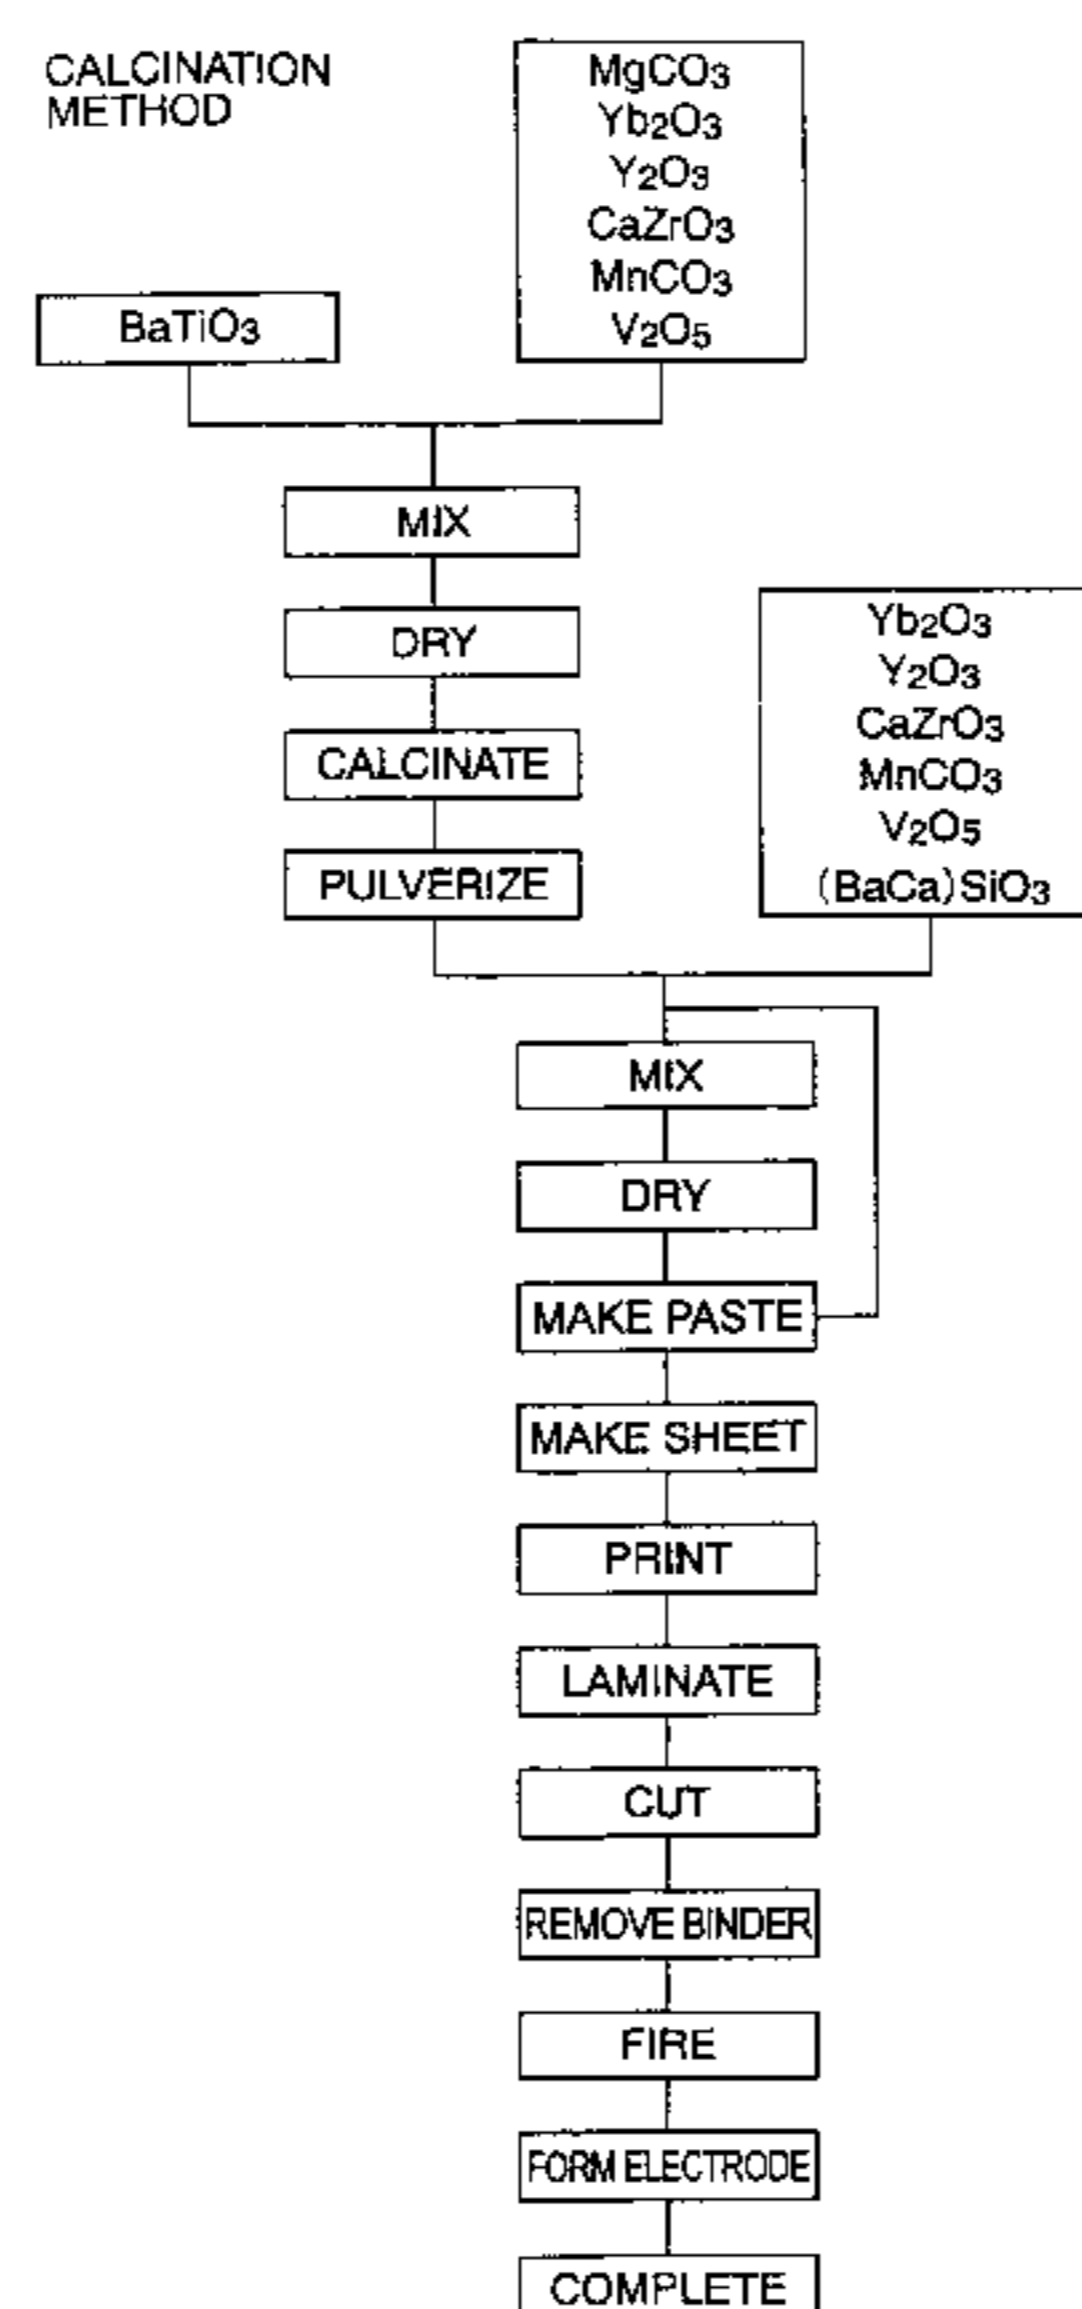 CALCINATION
METHOD
MgCO3
Yb2O3
Y2O3
CaZrO3
MnCO3
V2O5
BaTiO3
MIX
DRY
CALCINATE
PULVERIZE
Yb2O3
Y2O3
CaZrO3
MnCO3
V2O5
(BaCa)SiO3
MIX
DRY
MAKE PASTE
MAKE SHEET
PRINT
LAMINATE
CUT
REMOVE BINDER
FIRE
FORM ELECTRODE
COMPLETE